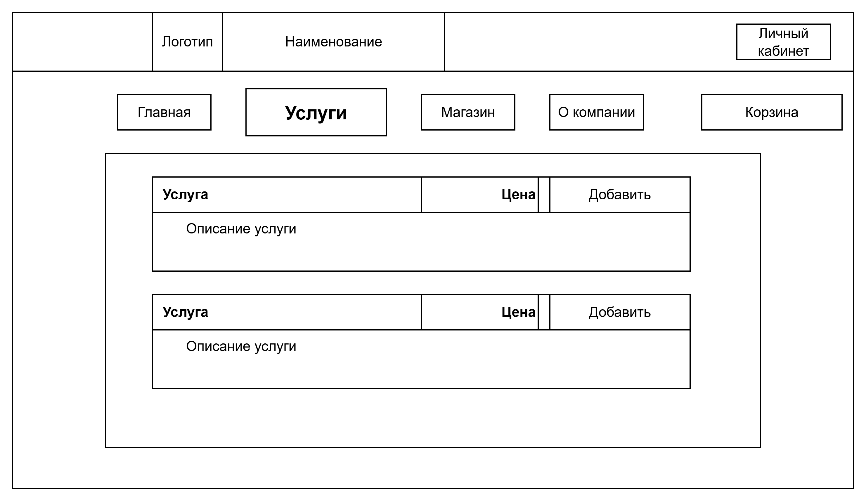 Логотип
Наименование
Личный
кабинет
Главная
Услуги
Магазин
О компании
Корзина
Услуга
Цена
Добавить
Описание услуги
Услуга
Цена
Добавить
Описание услуги